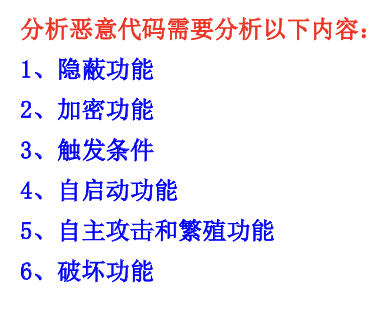 分析恶意代码需要分析以下内容：
1、隐蔽功能
2、加密功能
3、触发条件
4、自启动功能
5、自主攻击和繁殖功能
6、破坏功能